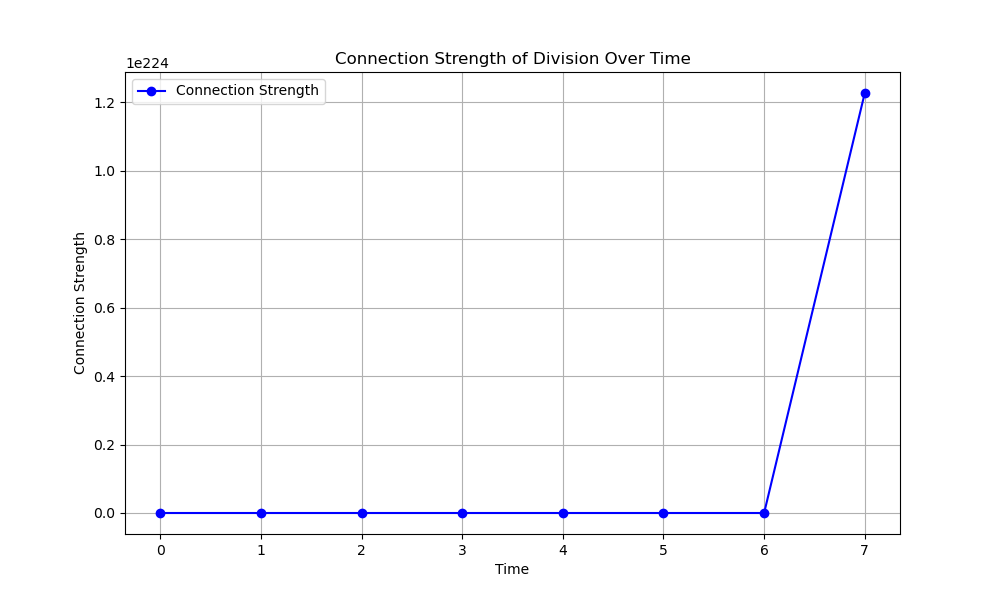 Connection Strength of Division Over Time
1e224
Connection Strength
1.2
1.0
0.8
0.6
0.4
0.2
0.0
Connection Strength
0 1 2 3 4 5 6 7
Time